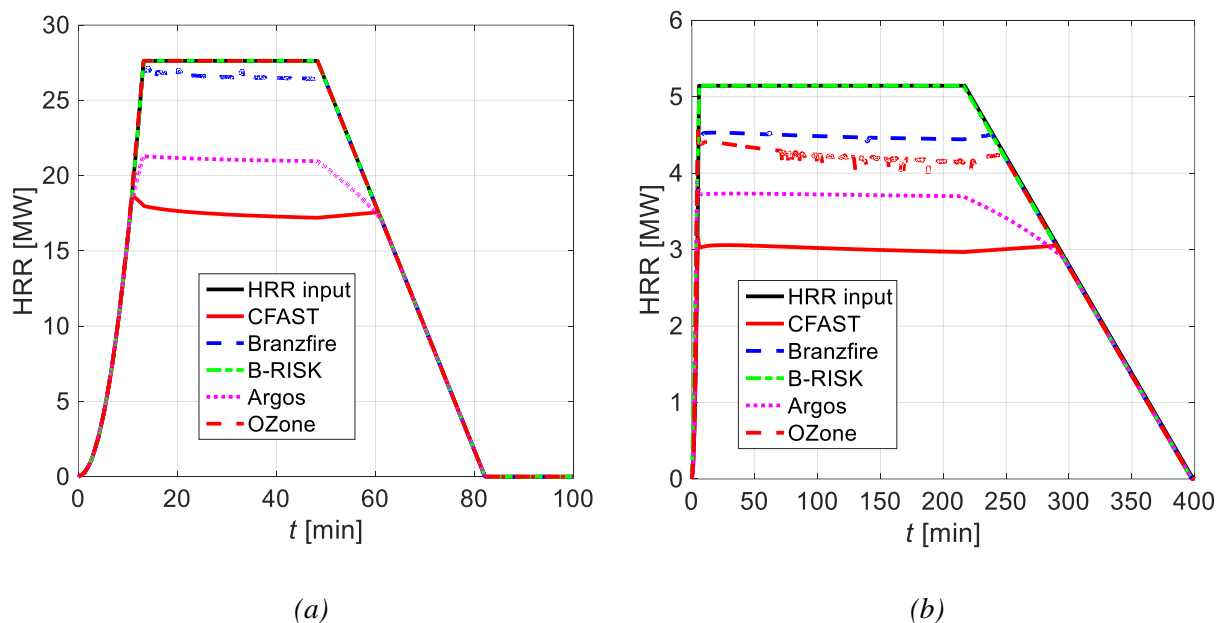 30
25
20
15
10
5
0
HRR [MW]
HRR input
CFAST
Branzfire
B-RISK
Argos
OZone
0 20 40 60 80 100
t [min]
(a)
6
5
4
3
2
1
0
HRR [MW]
HRR input
CFAST
Branzfire
B-RISK
Argos
OZone
0 50 100 150 200 250 300 350 400
t [min]
(b)